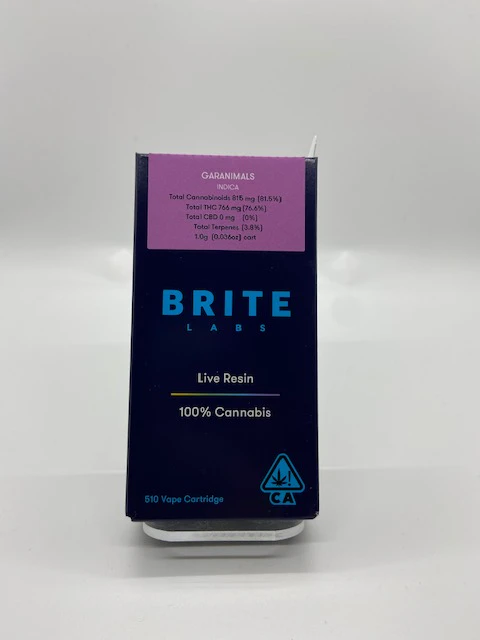 GARANIMALS
INDICA
Total Cannabinoids 815 mg (81.5%)
Total THC 766 mg (76.6%)
Total CBD 0 mg (0%)
Total Terpenes (3.8%)
1.0g (0.036oz) cart
BRITE
LABS
Live Resin
100% Cannabis
510 Vape Cartridge
!
CA